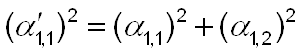 (α′₁,₁)² = (α₁,₁)² + (α₁,₂)²